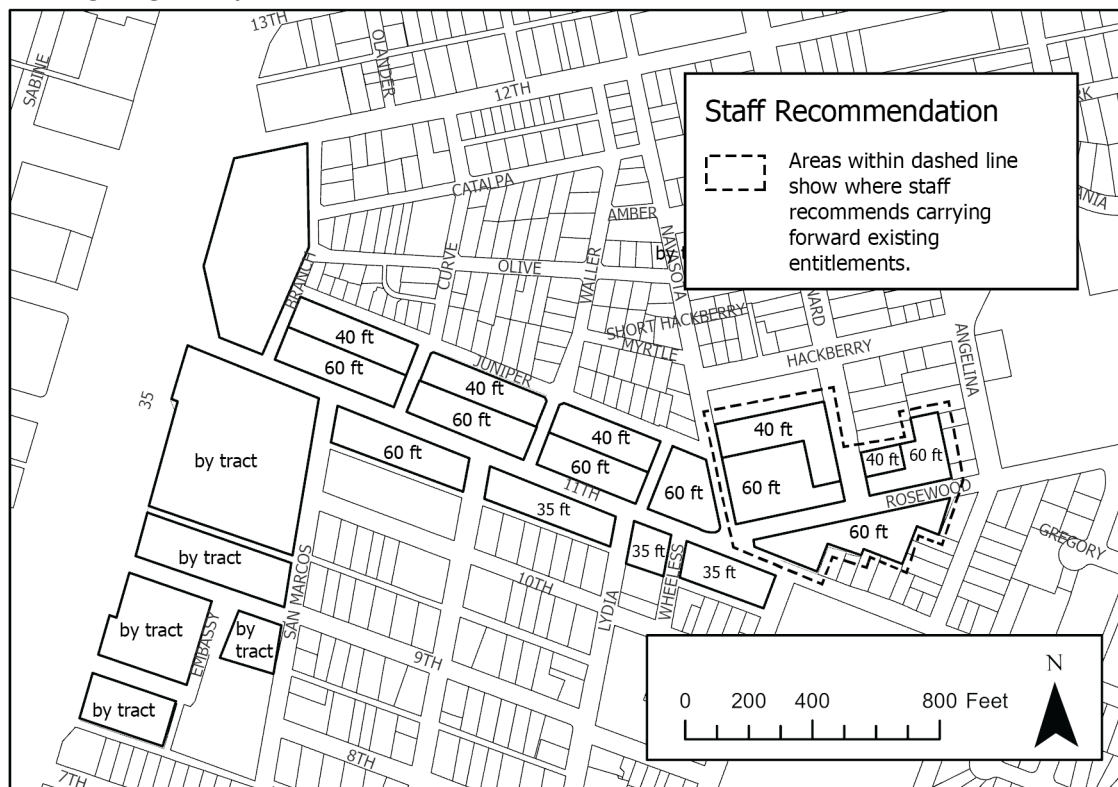 13TH
OLANDER
SABINE
12TH
Staff Recommendation
Areas within dashed line
show where staff
recommends carrying
forward existing
entitlements.
CATALPA
AMBER
NAVASOTA
BRANCH
CURVE
OLIVE
WALLER
SHORT HACKBERRY
MYRTLE
HACKBERRY
ANGELINA
JUNIPER
35
40 ft
60 ft
40 ft
60 ft
40 ft
60 ft
60 ft
40 ft
60 ft
40 ft
60 ft
ROSEWOOD
60 ft
GREGORY
by tract
60 ft
11TH
35 ft
35 ft
35 ft
WHEELESS
LYDIA
10TH
by tract
SAN MARCOS
by tract
EMBASSY
by
tract
9TH
by tract
8TH
7TH
0 200 400 800 Feet
N